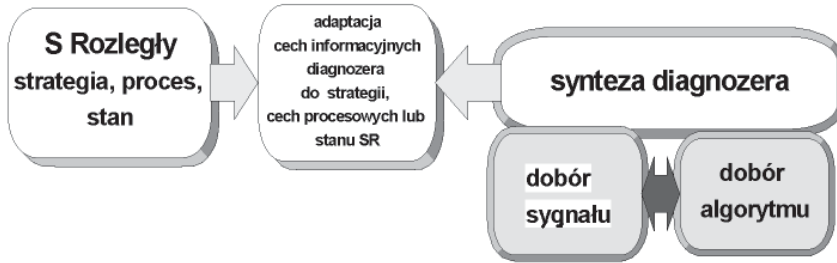 S Rozległy
strategia, proces,
stan
adaptacja
cech informacyjnych
diagnozera
do strategii,
cech procesowych lub
stanu SR
synteza diagnozera
dobór
sygnału
dobór
algorytmu